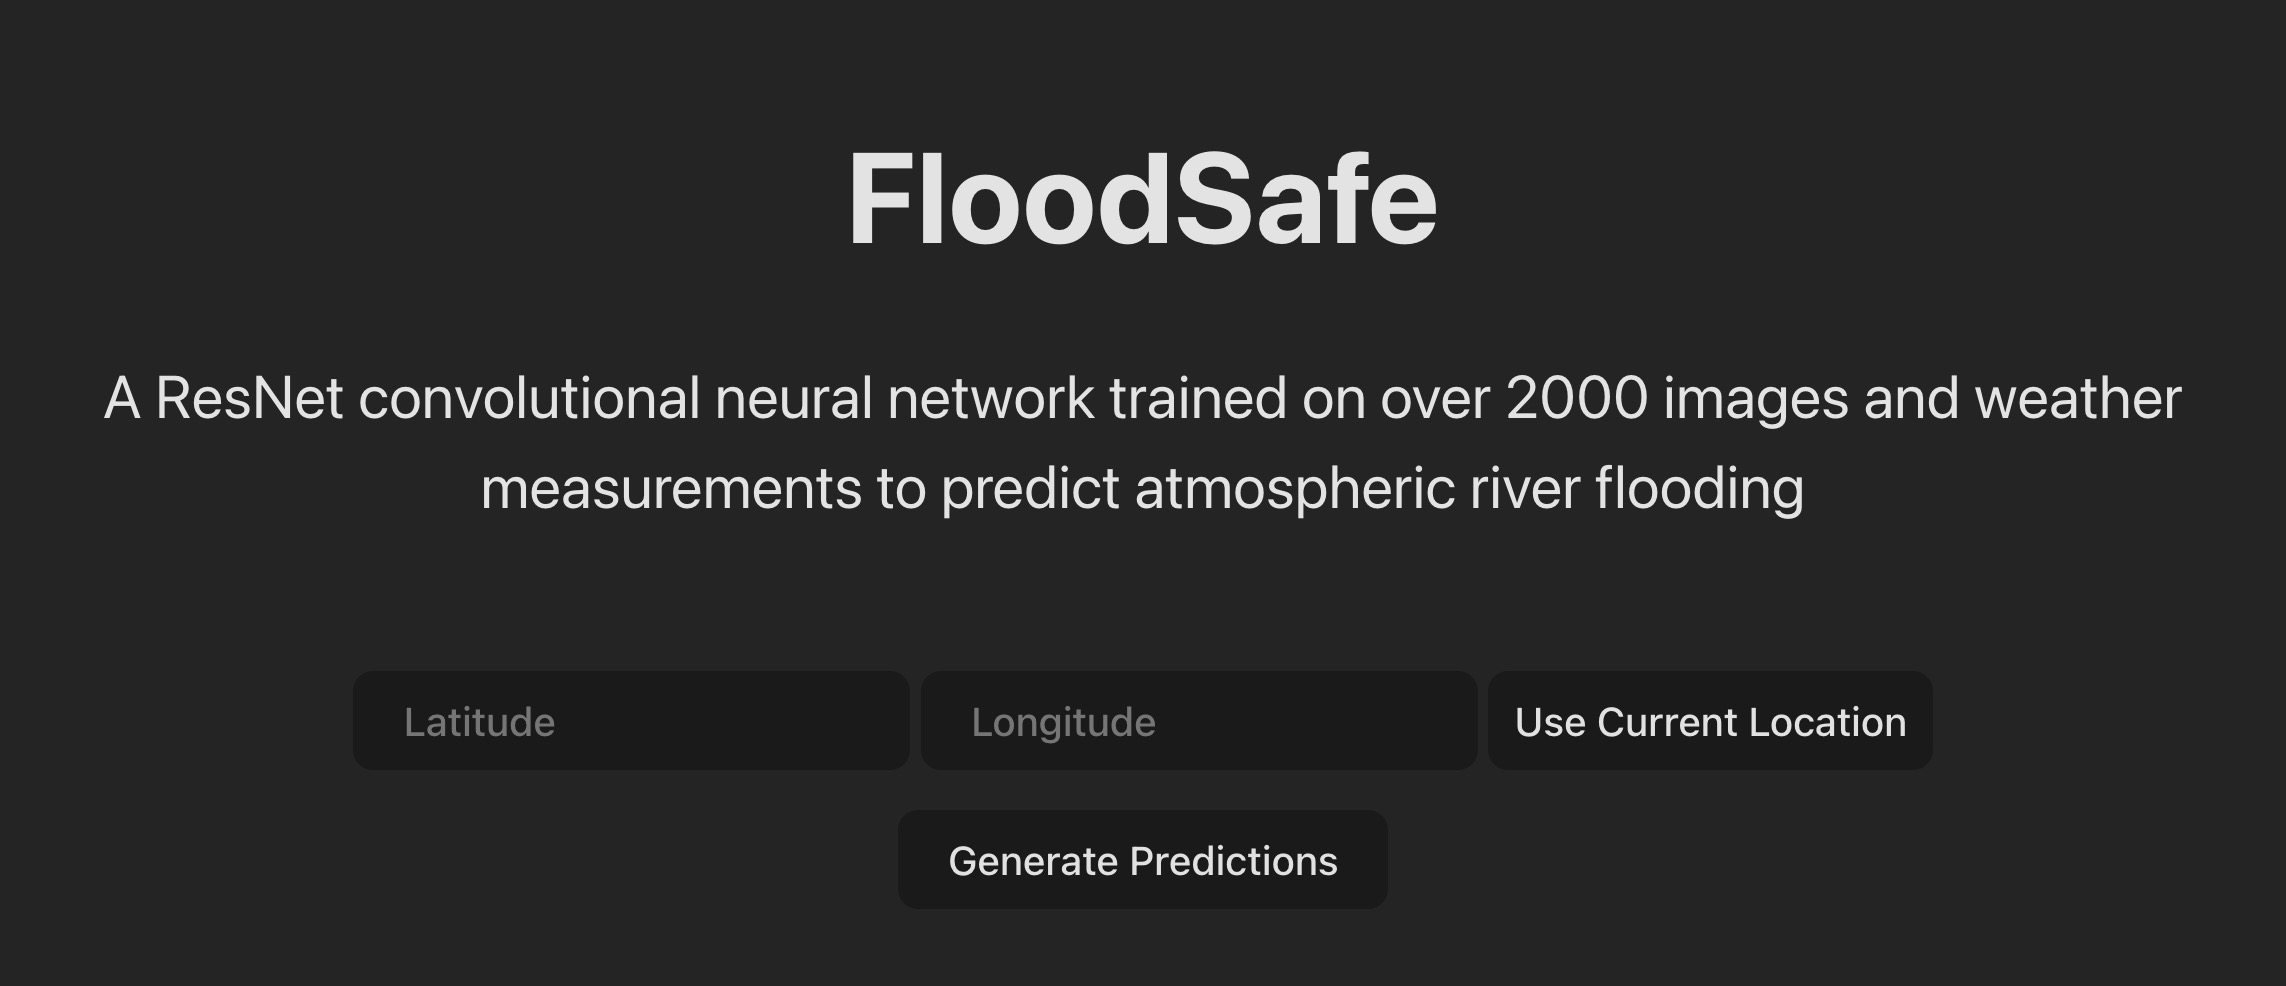 FloodSafe
A ResNet convolutional neural network trained on over 2000 images and weather
measurements to predict atmospheric river flooding
Latitude
Longitude
Use Current Location
Generate Predictions